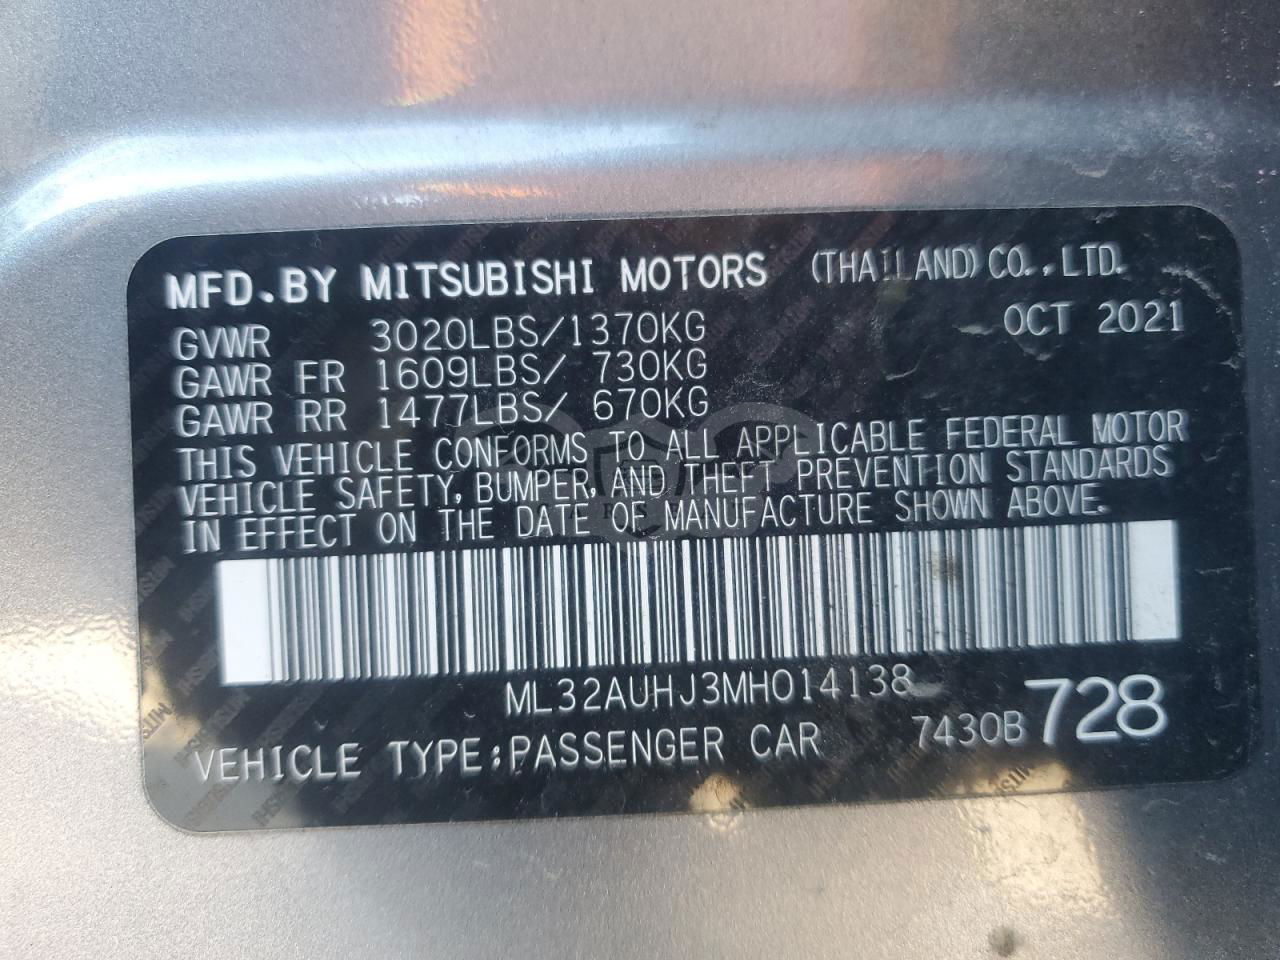 MFD.BY MITSUBISHI MOTORS (THAILAND) CO.,LTD.
GVWR 3020LBS/1370KG OCT 2021
GAWR FR 1609LBS/ 730KG
GAWR RR 1477LBS/ 670KG
THIS VEHICLE CONFORMS TO ALL APPLICABLE FEDERAL MOTOR
VEHICLE SAFETY, BUMPER, AND THEFT PREVENTION STANDARDS
IN EFFECT ON THE DATE OF MANUFACTURE SHOWN ABOVE.
ML32AUHJ3MH014138
VEHICLE TYPE:PASSENGER CAR 7430B 728